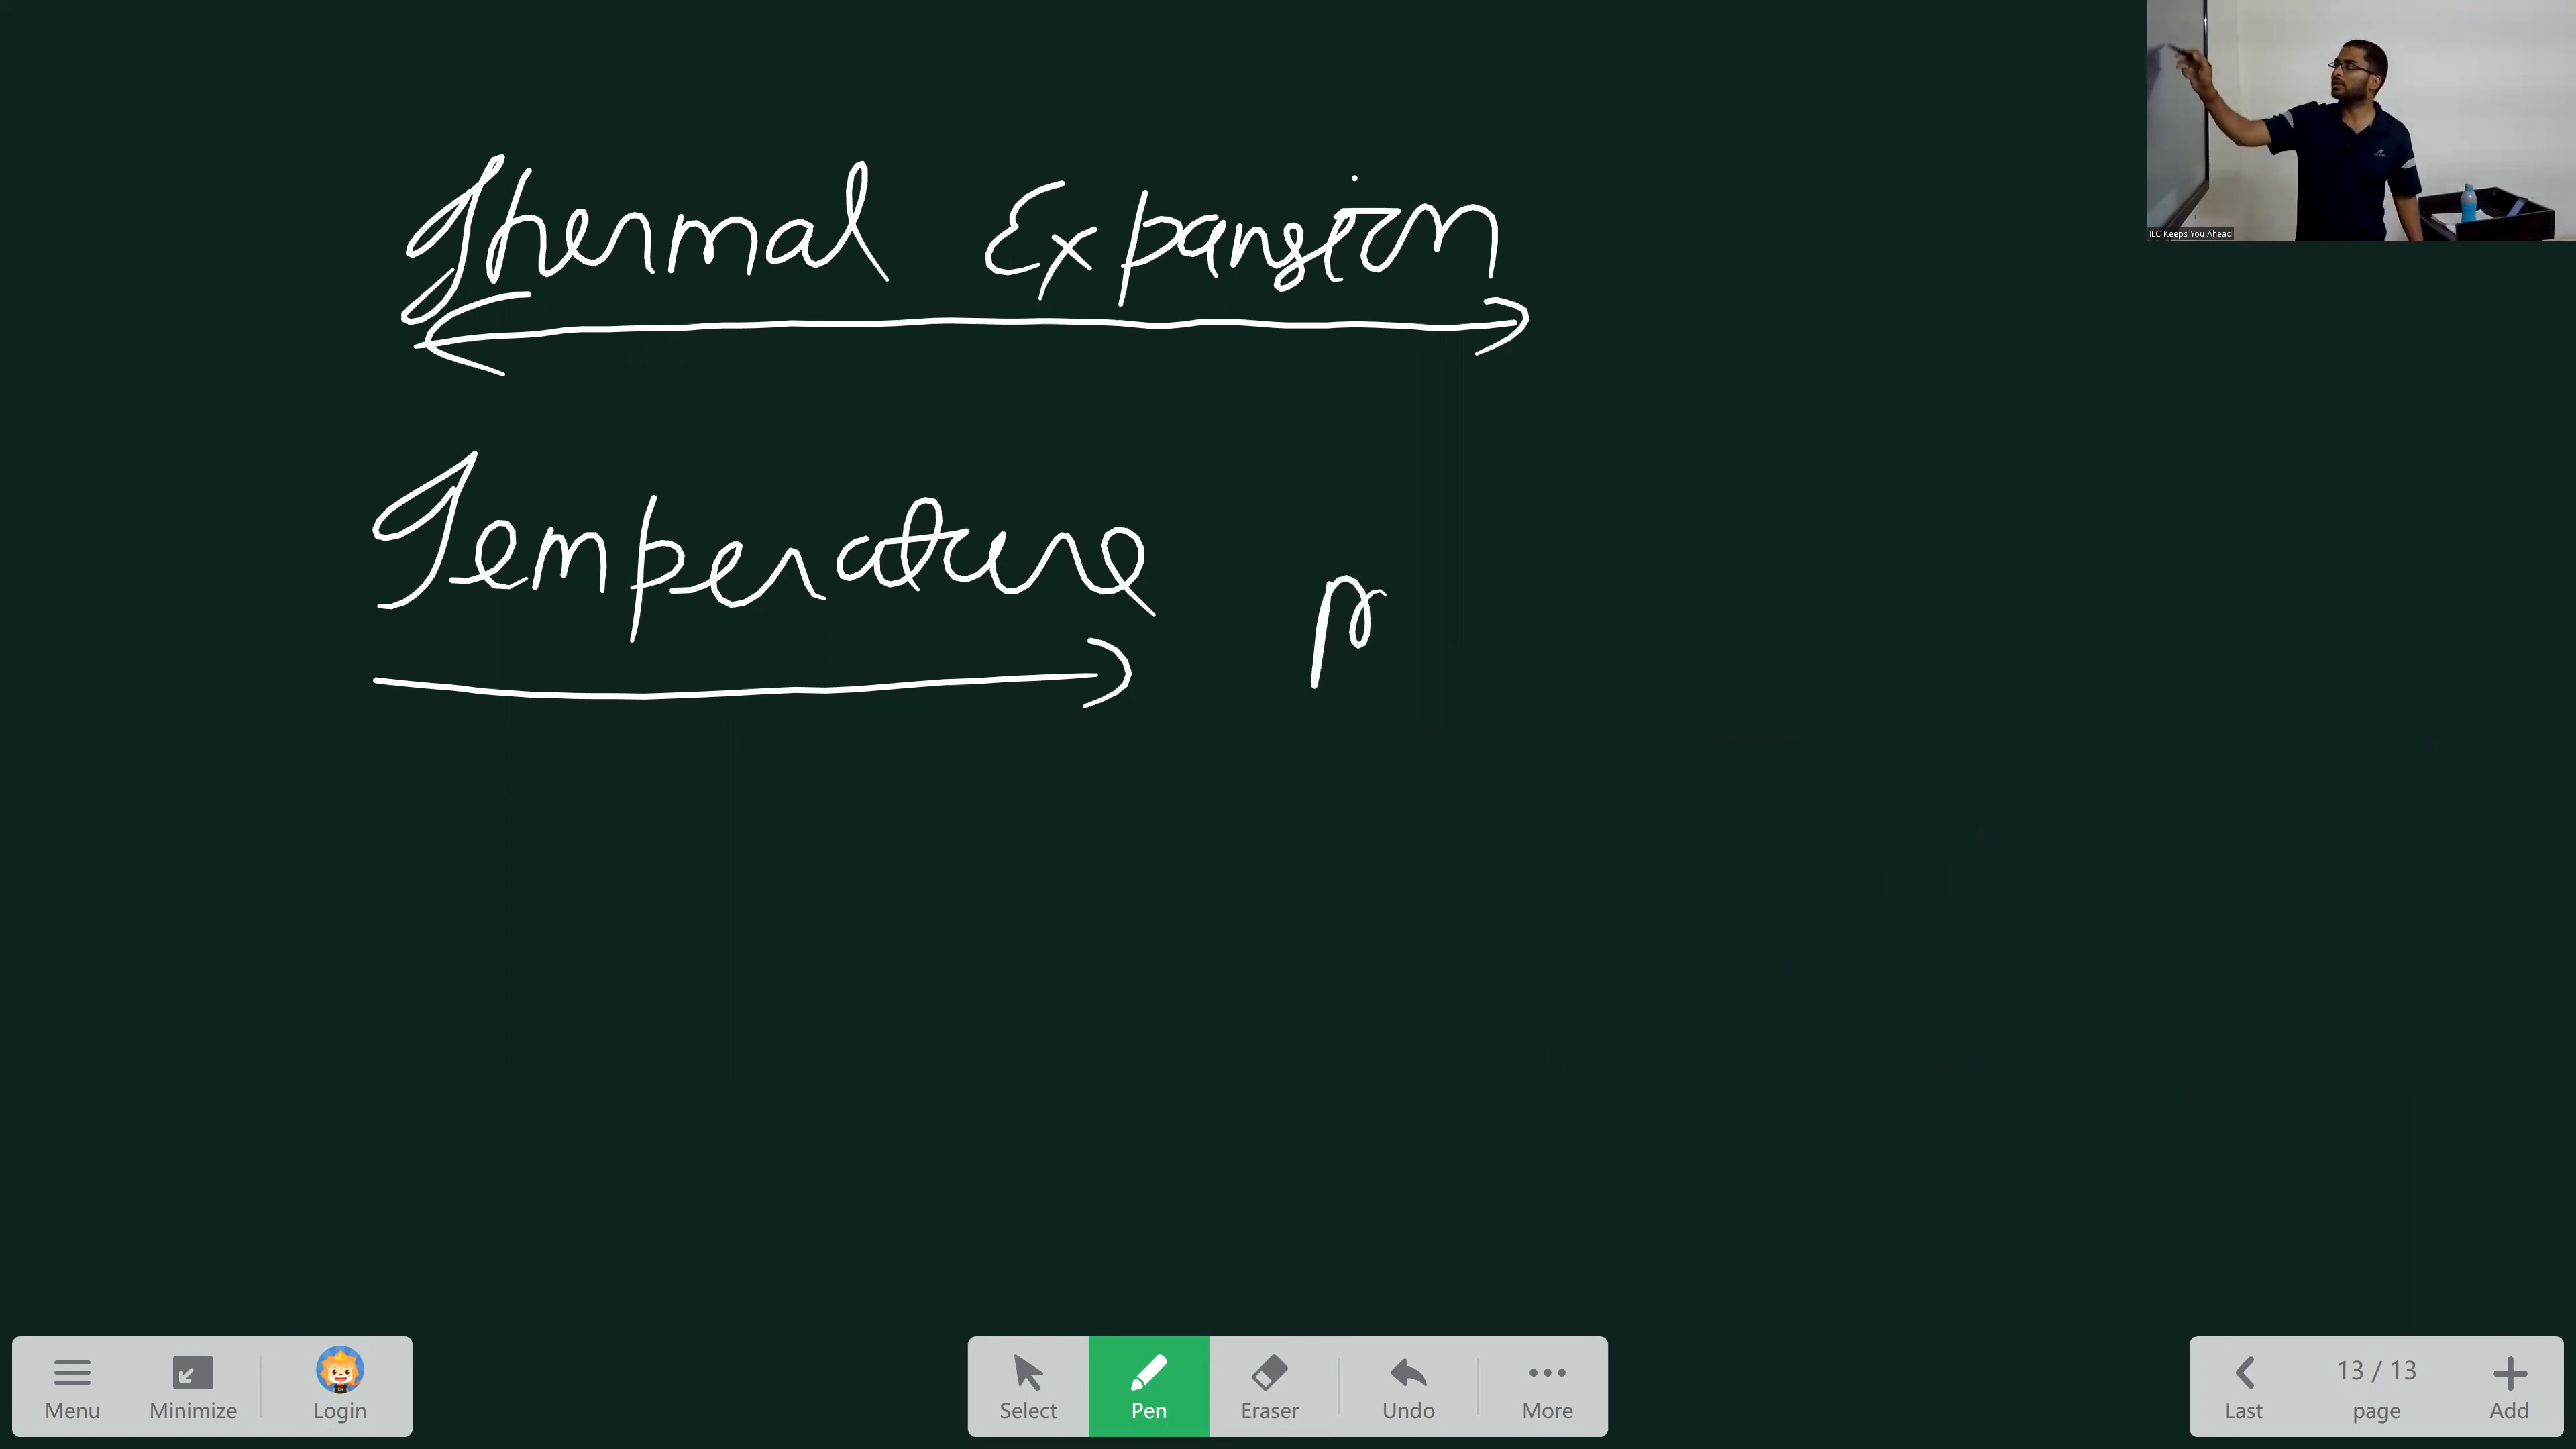 ILC Keeps You Ahead
Thermal Expansion
Temperature
Menu
Minimize
Login
Select
Pen
Eraser
Undo
More
Last
13 / 13
page
Add